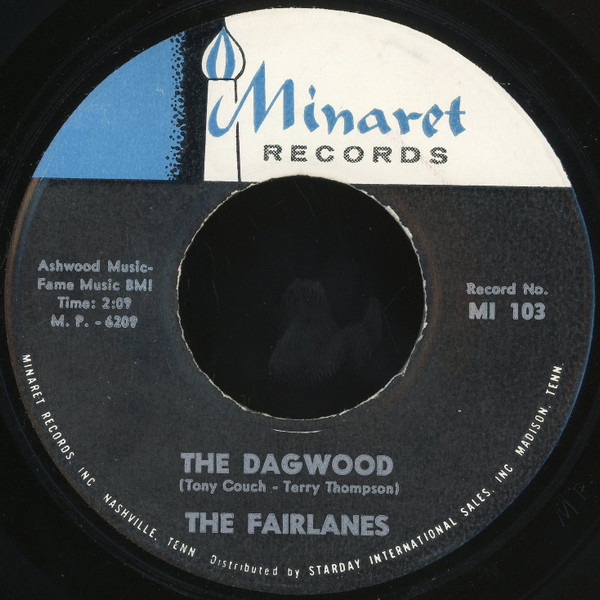 Minaret
RECORDS
Ashwood Music-
Fame Music BMI
Time: 2:09
M. P. - 6209
Record No.
MI 103
THE DAGWOOD
(Tony Couch - Terry Thompson)
THE FAIRLANES
MINARET RECORDS, INC. NASHVILLE, TENN. Distributed by STARDAY INTERNATIONAL SALES, INC. MADISON, TENN.